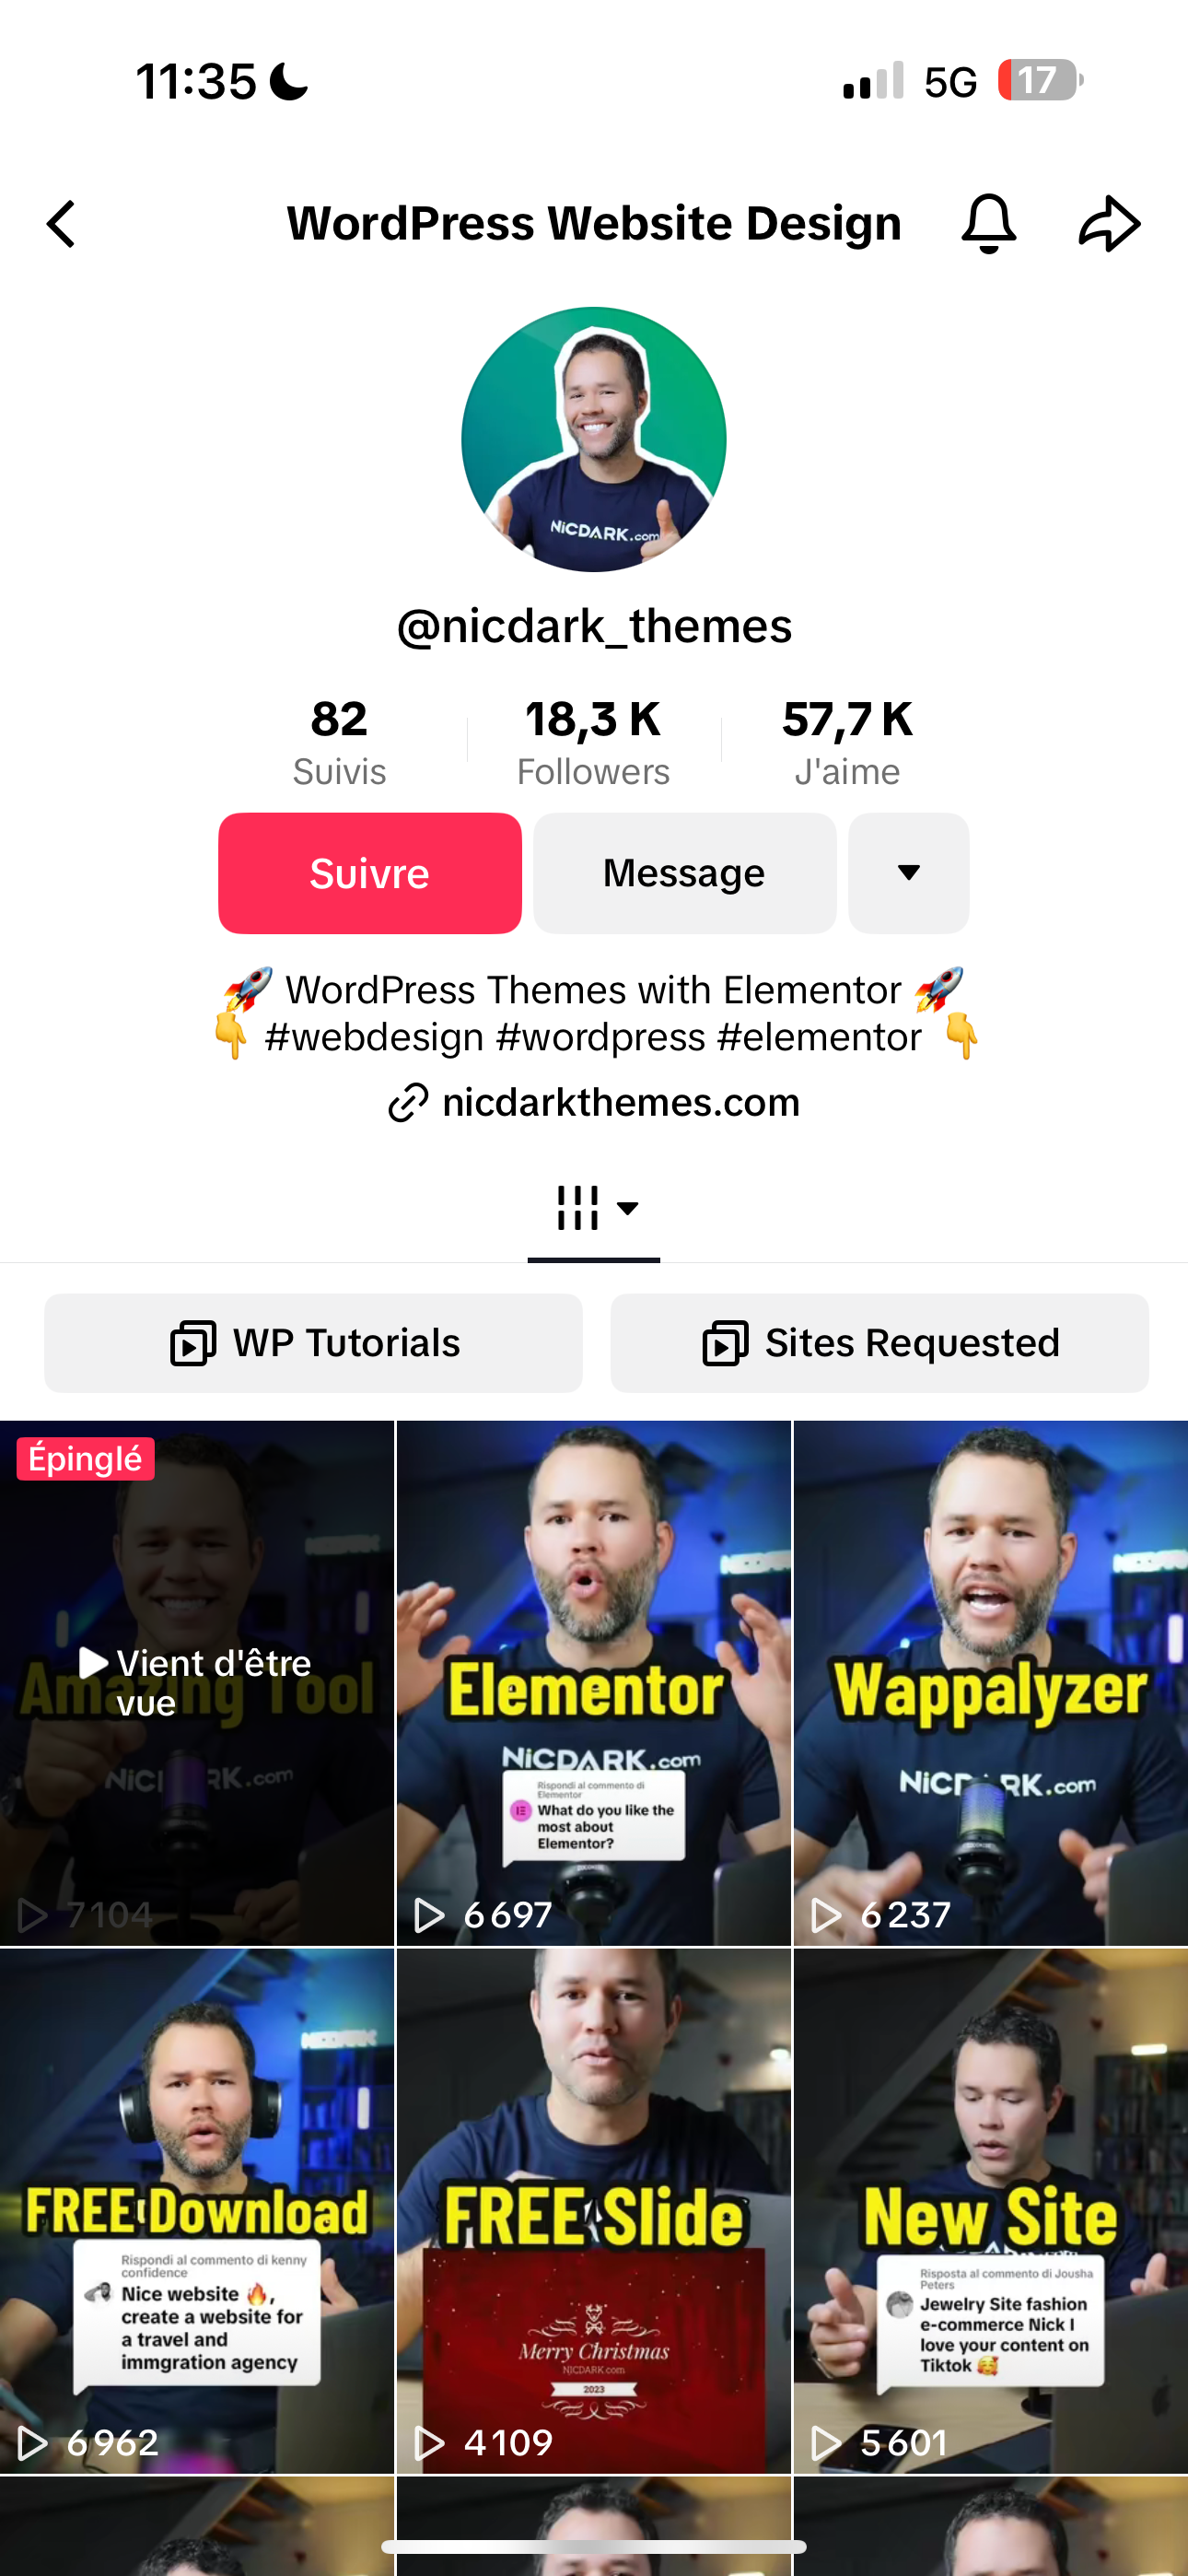 11:35
5G
17
WordPress Website Design
NiCDARK.com
@nicdark_themes
82
Suivis
18,3 K
Followers
57,7 K
J'aime
Suivre
Message
🚀 WordPress Themes with Elementor 🚀
👇 #webdesign #wordpress #elementor 👇
nicdarkthemes.com
WP Tutorials
Sites Requested
Épinglé
Vient d'être
vue
Amazing Tool
7 104
Elementor
NiCDARK.com
Rispondi al commento di
Elementor
What do you like the
most about
Elementor?
6 697
Wappalyzer
6 237
FREE Download
Rispondi al commento di kenny
confidence
Nice website 🔥,
create a website for
a travel and
immgration agency
6 962
FREE Slide
Merry Christmas
NICDARK.com
2023
4 109
New Site
Risposta al commento di Jousha
Peters
Jewelry Site fashion
e-commerce Nick I
love your content on
Tiktok 🥰
5 601